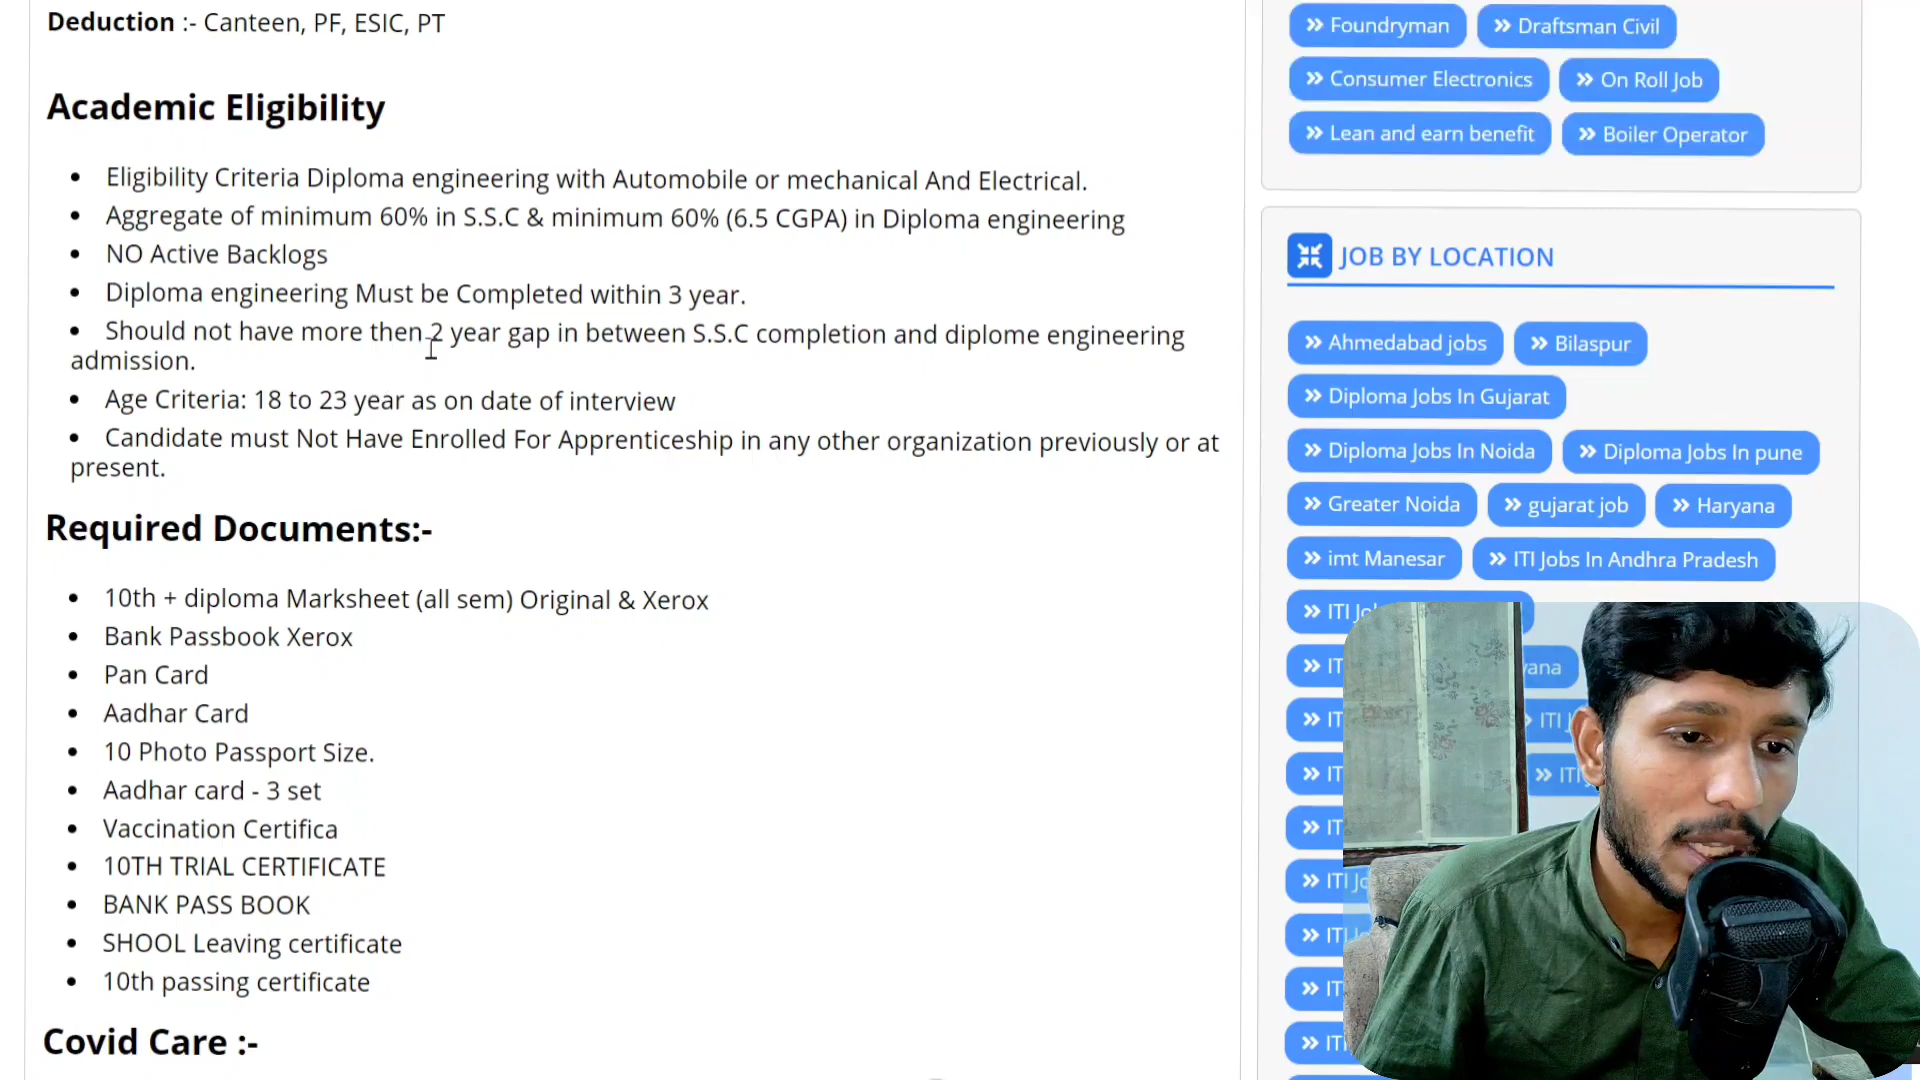 Deduction :- Canteen, PF, ESIC, PT
Academic Eligibility
Eligibility Criteria Diploma engineering with Automobile or mechanical And Electrical.
Aggregate of minimum 60% in S.S.C & minimum 60% (6.5 CGPA) in Diploma engineering
NO Active Backlogs
Diploma engineering Must be Completed within 3 year.
Should not have more then 2 year gap in between S.S.C completion and diplome engineering
admission.
Age Criteria: 18 to 23 year as on date of interview
Candidate must Not Have Enrolled For Apprenticeship in any other organization previously or at
present.
Required Documents:-
10th + diploma Marksheet (all sem) Original & Xerox
Bank Passbook Xerox
Pan Card
Aadhar Card
10 Photo Passport Size.
Aadhar card - 3 set
Vaccination Certifica
10TH TRIAL CERTIFICATE
BANK PASS BOOK
SHOOL Leaving certificate
10th passing certificate
Covid Care :-
Foundryman
Draftsman Civil
Consumer Electronics
On Roll Job
Lean and earn benefit
Boiler Operator
JOB BY LOCATION
Ahmedabad jobs
Bilaspur
Diploma Jobs In Gujarat
Diploma Jobs In Noida
Diploma Jobs In pune
Greater Noida
gujarat job
Haryana
imt Manesar
ITI Jobs In Andhra Pradesh
ITI
ITI
ITI
ITI
ITI